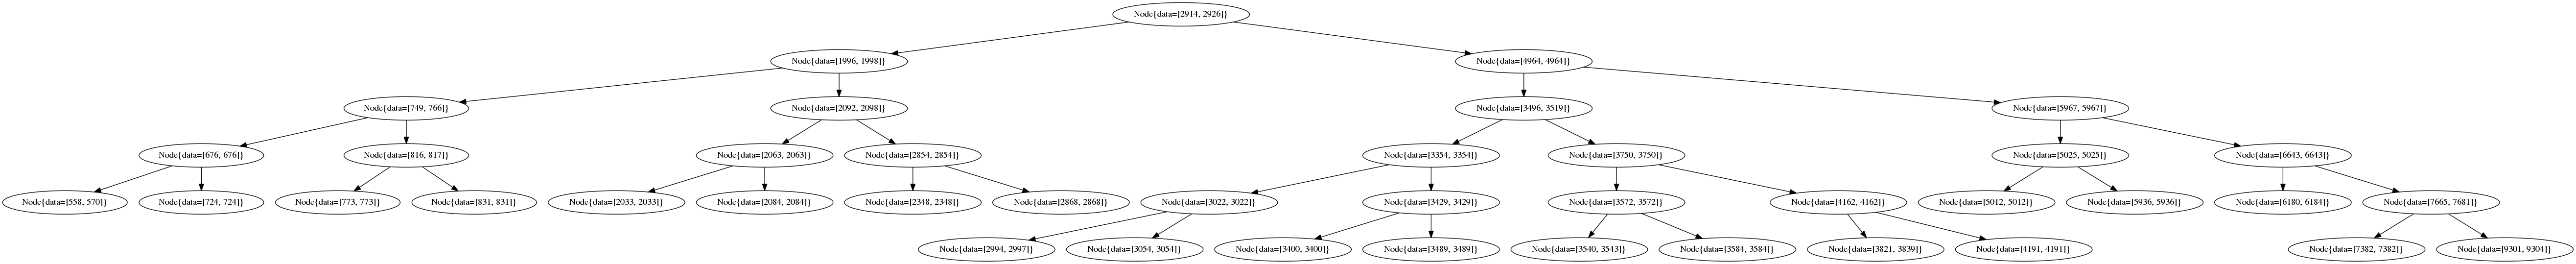 Node{data=[2914, 2926]}
Node{data=[1996, 1998]}
Node{data=[4964, 4964]}
Node{data=[749, 766]}
Node{data=[2092, 2098]}
Node{data=[3496, 3519]}
Node{data=[5967, 5967]}
Node{data=[676, 676]}
Node{data=[816, 817]}
Node{data=[2063, 2063]}
Node{data=[2854, 2854]}
Node{data=[3354, 3354]}
Node{data=[3750, 3750]}
Node{data=[5025, 5025]}
Node{data=[6643, 6643]}
Node{data=[558, 570]}
Node{data=[724, 724]}
Node{data=[773, 773]}
Node{data=[831, 831]}
Node{data=[2033, 2033]}
Node{data=[2084, 2084]}
Node{data=[2348, 2348]}
Node{data=[2868, 2868]}
Node{data=[3022, 3022]}
Node{data=[3429, 3429]}
Node{data=[3572, 3572]}
Node{data=[4162, 4162]}
Node{data=[5012, 5012]}
Node{data=[5936, 5936]}
Node{data=[6180, 6184]}
Node{data=[7665, 7681]}
Node{data=[2994, 2997]}
Node{data=[3054, 3054]}
Node{data=[3400, 3400]}
Node{data=[3489, 3489]}
Node{data=[3540, 3543]}
Node{data=[3584, 3584]}
Node{data=[3821, 3839]}
Node{data=[4191, 4191]}
Node{data=[7382, 7382]}
Node{data=[9301, 9304]}